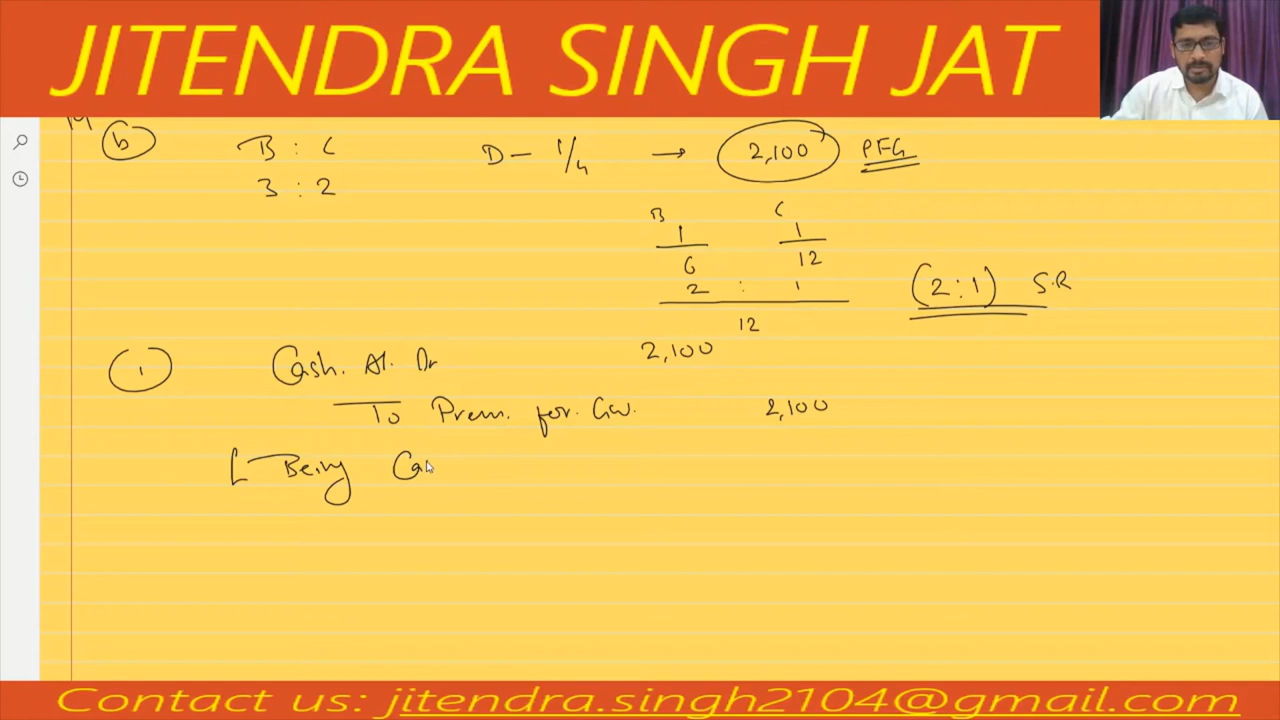 JITENDRA SINGH JAT
(b) B : C D - 1/4 → 2,100 PFG
3 : 2
B C
1/6 1/12
2 : 1 (2:1) S.R
12
2,100
(1) Cash. A/. Dr
To Prem. for. Gw. 2,100
[ Being Ca
Contact us: jitendra.singh2104@gmail.com